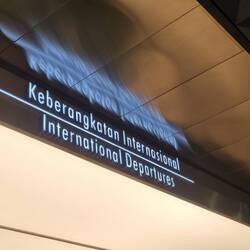 Keberangkatan Internasional
International Departures